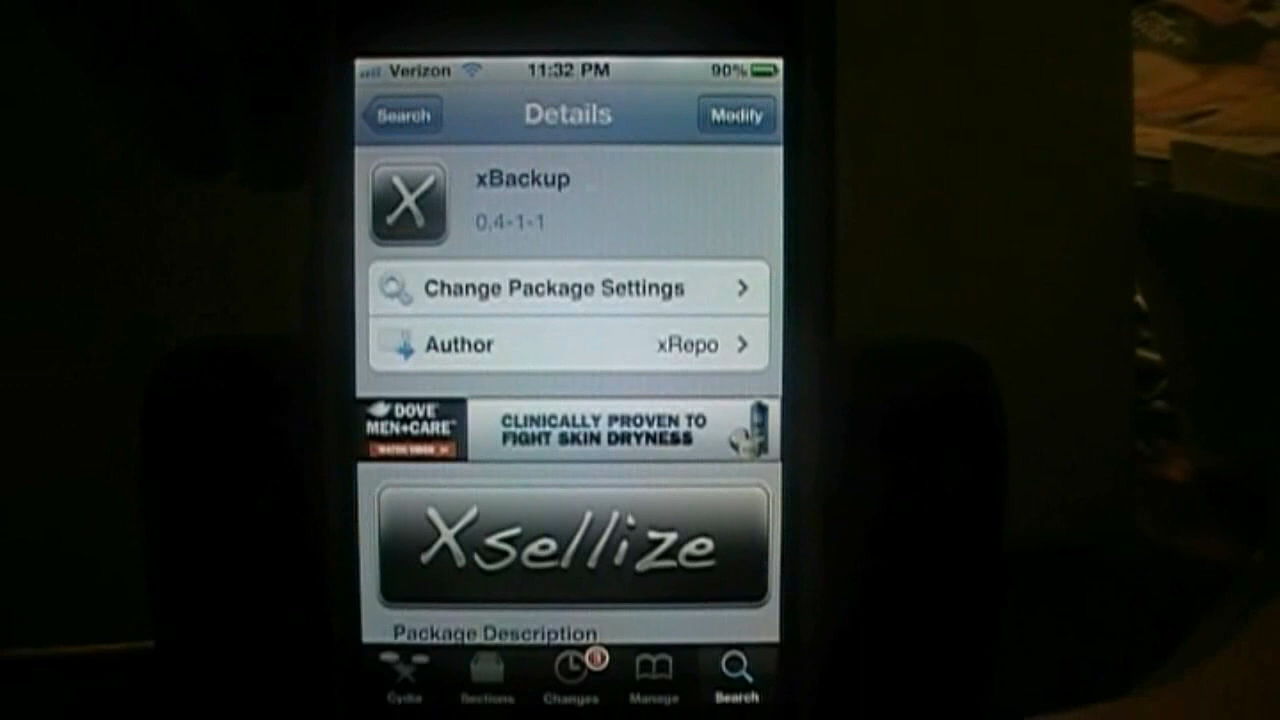 Verizon 11:32 PM 90%
Search Details Modify
X
xBackup
0.4-1-1
Change Package Settings
Author xRepo
DOVE
MEN+CARE
CLINICALLY PROVEN TO
FIGHT SKIN DRYNESS
Xsellize
Package Description
Cydia Sections Changes Manage Search